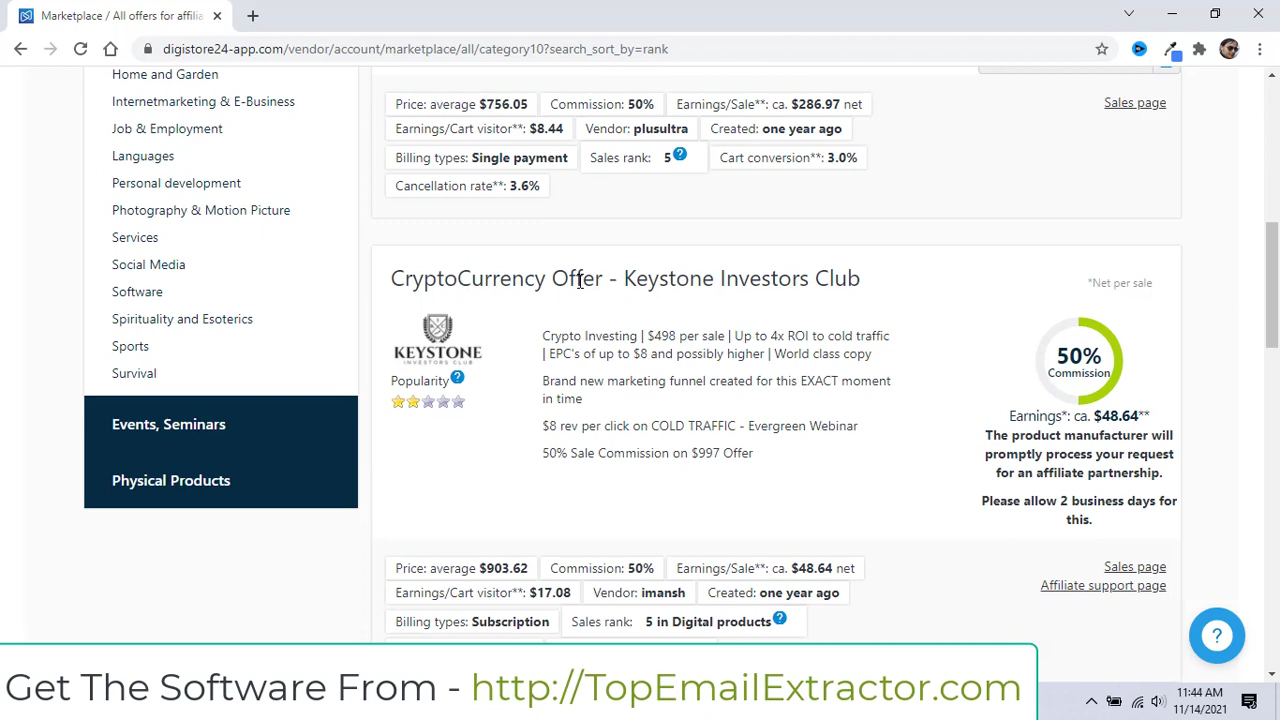 Marketplace / All offers for affilia
digistore24-app.com/vendor/account/marketplace/all/category10?search_sort_by=rank
Home and Garden
Internetmarketing & E-Business
Job & Employment
Languages
Personal development
Photography & Motion Picture
Services
Social Media
Software
Spirituality and Esoterics
Sports
Survival
Events, Seminars
Physical Products
Price: average $756.05 Commission: 50% Earnings/Sale**: ca. $286.97 net
Sales page
Earnings/Cart visitor**: $8.44 Vendor: plusultra Created: one year ago
Billing types: Single payment Sales rank: 5 ? Cart conversion**: 3.0%
Cancellation rate**: 3.6%
CryptoCurrency Offer - Keystone Investors Club
*Net per sale
KEYSTONE
INVESTORS CLUB
Popularity ?
Crypto Investing | $498 per sale | Up to 4x ROI to cold traffic
| EPC's of up to $8 and possibly higher | World class copy
Brand new marketing funnel created for this EXACT moment
in time
$8 rev per click on COLD TRAFFIC - Evergreen Webinar
50% Sale Commission on $997 Offer
50%
Commission
Earnings*: ca. $48.64**
The product manufacturer will
promptly process your request
for an affiliate partnership.
Please allow 2 business days for
this.
Price: average $903.62 Commission: 50% Earnings/Sale**: ca. $48.64 net
Sales page
Earnings/Cart visitor**: $17.08 Vendor: imansh Created: one year ago
Affiliate support page
Billing types: Subscription Sales rank: 5 in Digital products ?
?
Get The Software From - http://TopEmailExtractor.com
11:44 AM
11/14/2021